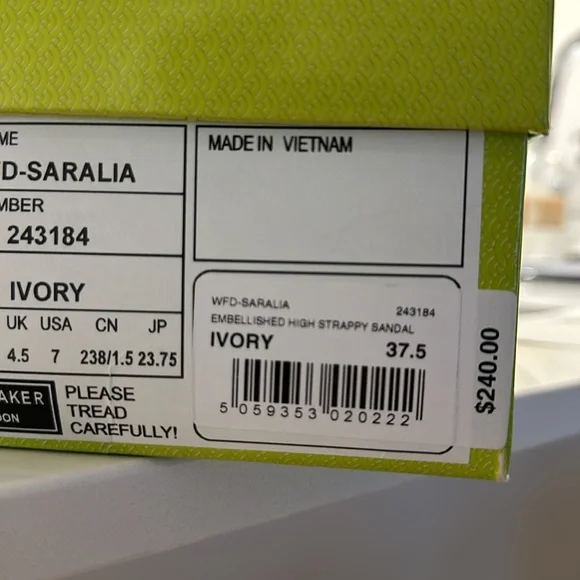 ME
D-SARALIA
MBER
243184
IVORY
UK USA CN JP
4.5 7 238/1.5 23.75
AKER
ON
PLEASE
TREAD
CAREFULLY!
MADE IN VIETNAM
WFD-SARALIA 243184
EMBELLISHED HIGH STRAPPY SANDAL
IVORY 37.5
5 059353 020222
$240.00